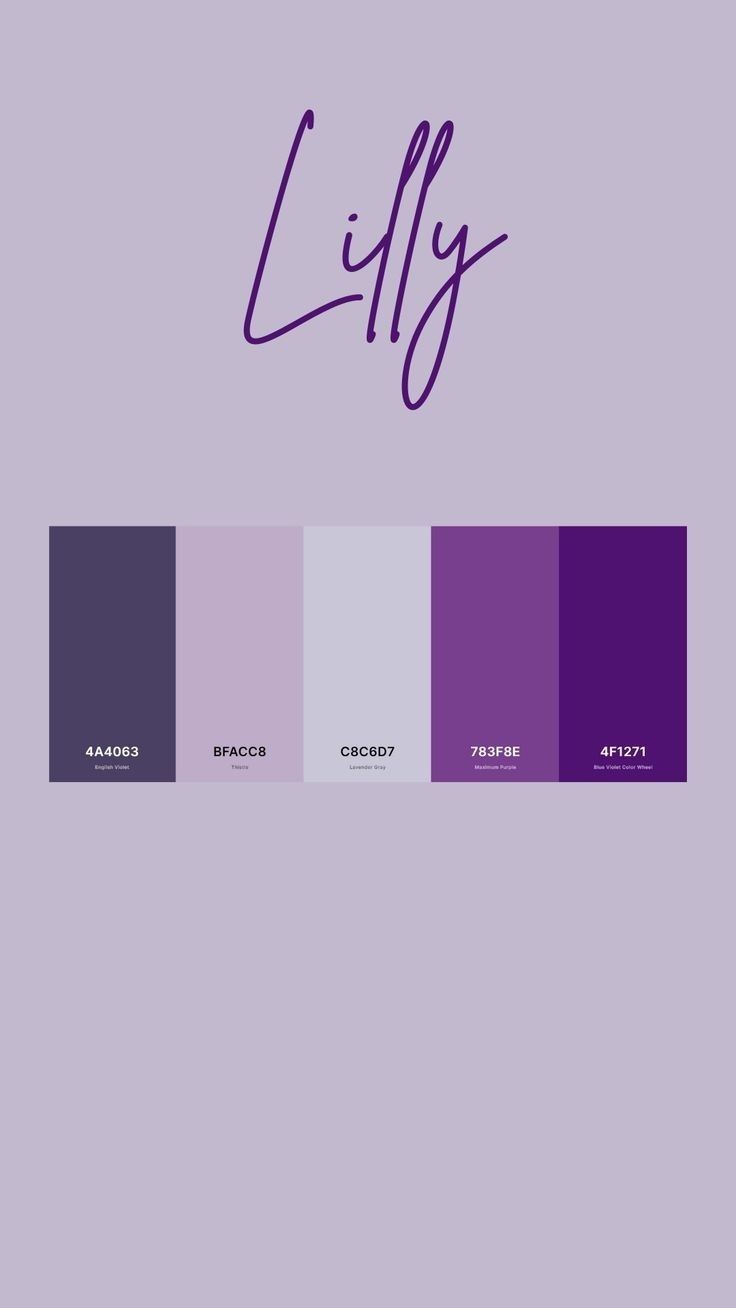 Lilly
4A4063 BFACC8 C8C6D7 783F8E 4F1271
English Violet Thistle Lavender Gray Maximum Purple Blue Violet Color Wheel